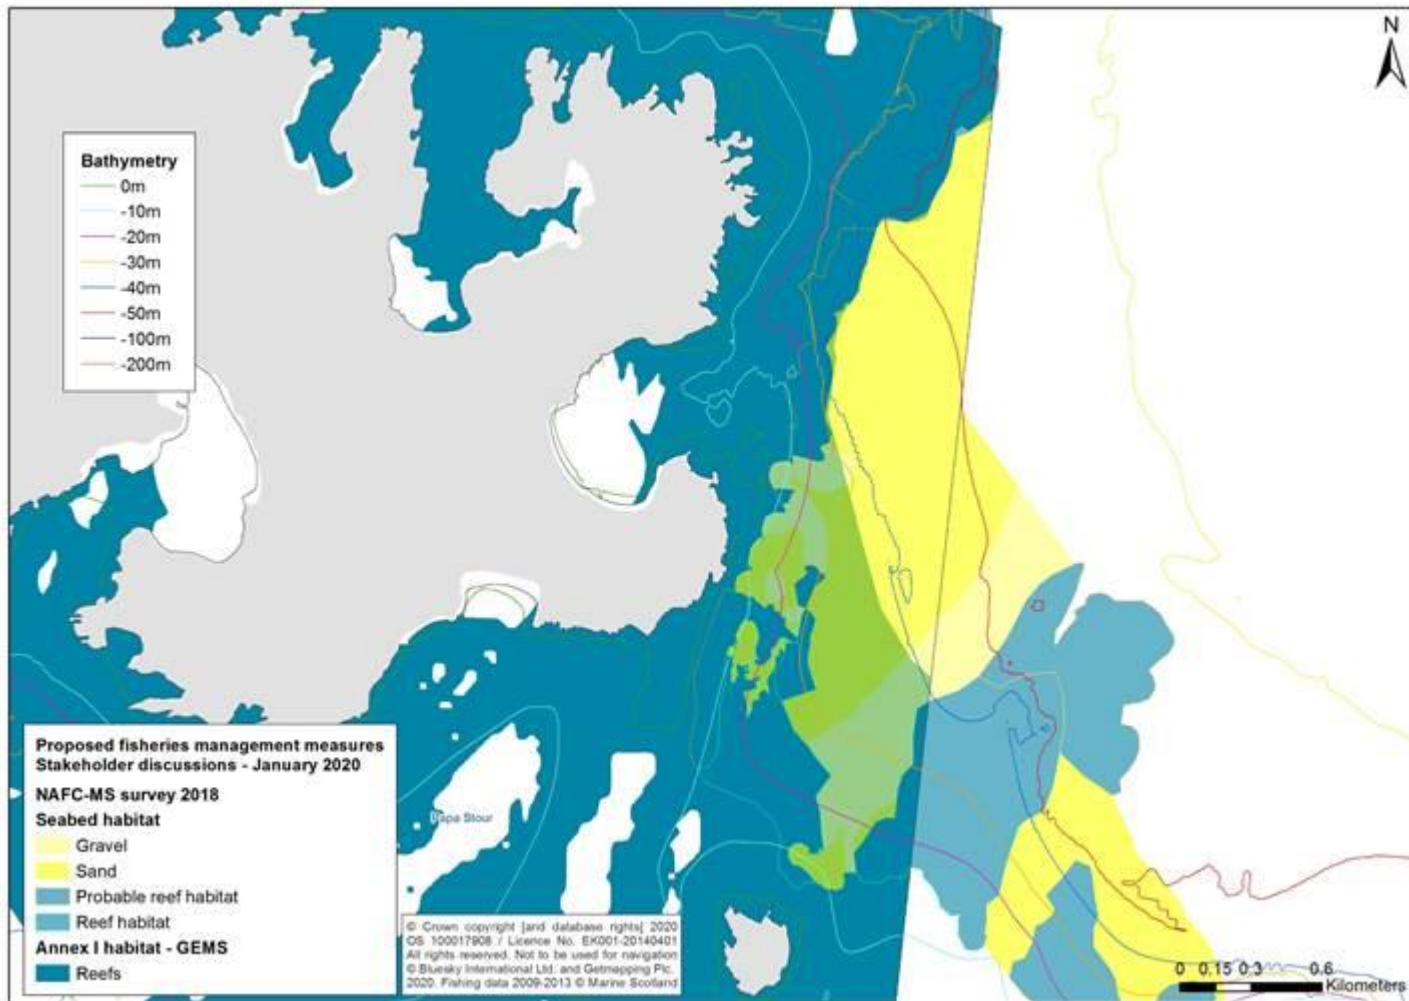 N
Bathymetry
0m
-10m
-20m
-30m
-40m
-50m
-100m
-200m
Papa Stour
Proposed fisheries management measures
Stakeholder discussions - January 2020
NAFC-MS survey 2018
Seabed habitat
Gravel
Sand
Probable reef habitat
Reef habitat
Annex I habitat - GEMS
Reefs
© Crown copyright [and database rights] 2020
OS 100017908 / Licence No. EK001-20140401
All rights reserved. Not to be used for navigation
© Bluesky International Ltd. and Getmapping Plc.
2020. Fishing data 2009-2013 © Marine Scotland
0 0.15 0.3 0.6
Kilometers